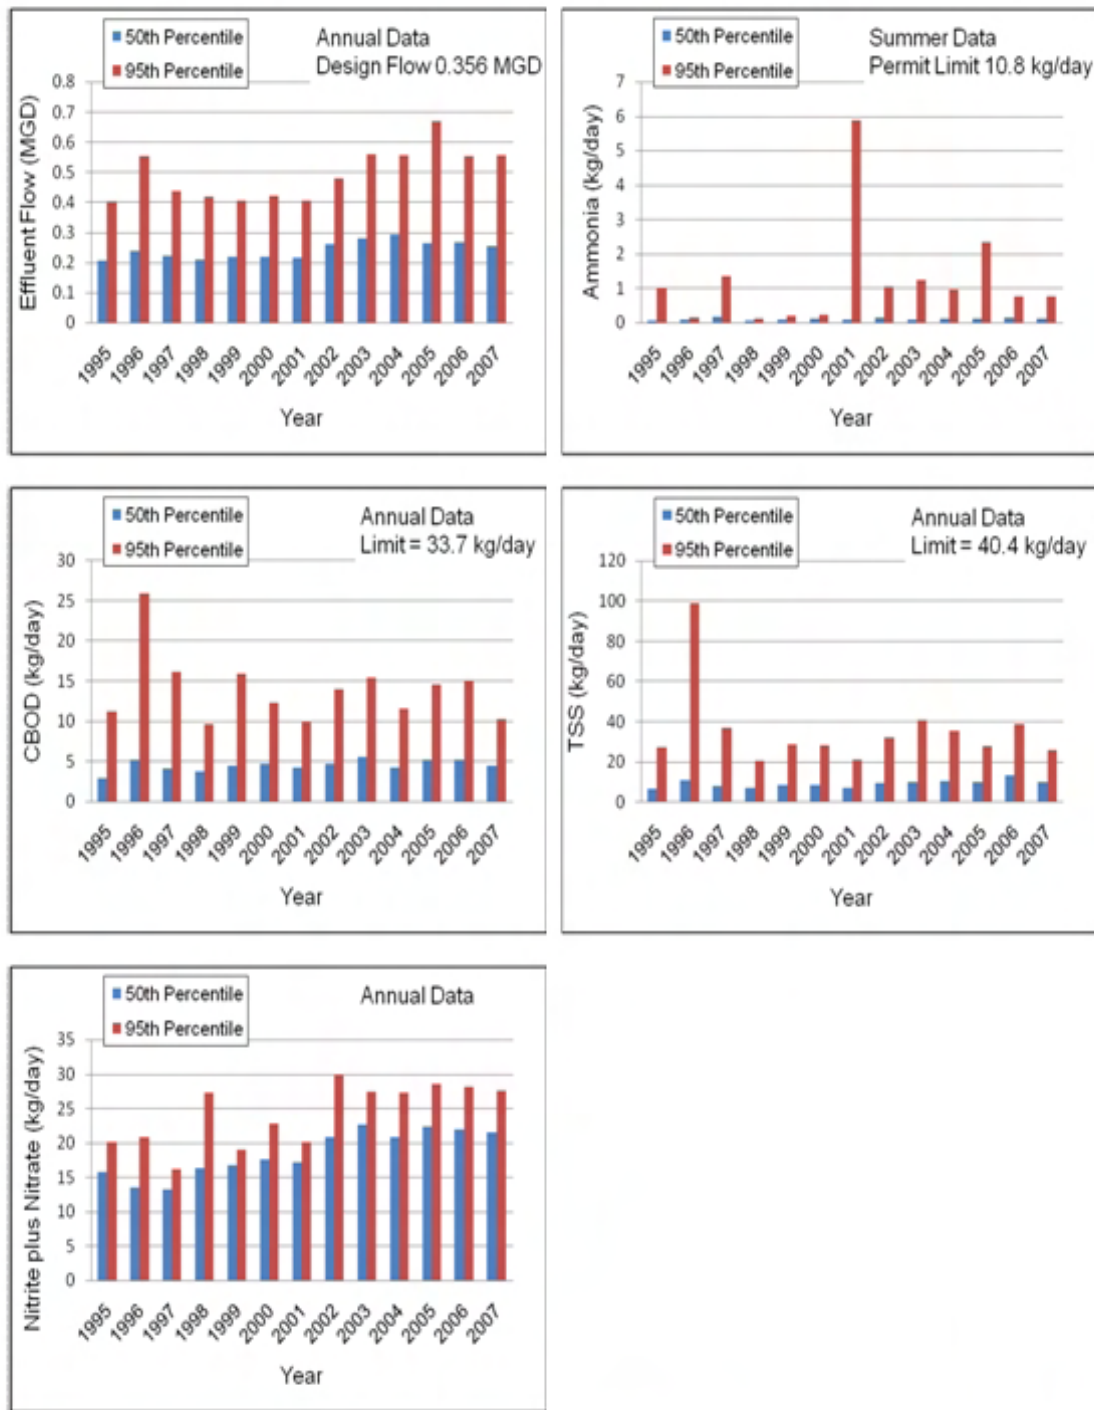 50th Percentile
95th Percentile
Annual Data
Design Flow 0.356 MGD
Effluent Flow (MGD)
0.8
0.7
0.6
0.5
0.4
0.3
0.2
0.1
0
1995 1996 1997 1998 1999 2000 2001 2002 2003 2004 2005 2006 2007
Year
50th Percentile
95th Percentile
Summer Data
Permit Limit 10.8 kg/day
Ammonia (kg/day)
7
6
5
4
3
2
1
0
1995 1996 1997 1998 1999 2000 2001 2002 2003 2004 2005 2006 2007
Year
50th Percentile
95th Percentile
Annual Data
Limit = 33.7 kg/day
CBOD (kg/day)
30
25
20
15
10
5
0
1995 1996 1997 1998 1999 2000 2001 2002 2003 2004 2005 2006 2007
Year
50th Percentile
95th Percentile
Annual Data
Limit = 40.4 kg/day
TSS (kg/day)
120
100
80
60
40
20
0
1995 1996 1997 1998 1999 2000 2001 2002 2003 2004 2005 2006 2007
Year
50th Percentile
95th Percentile
Annual Data
Nitrite plus Nitrate (kg/day)
35
30
25
20
15
10
5
0
1995 1996 1997 1998 1999 2000 2001 2002 2003 2004 2005 2006 2007
Year